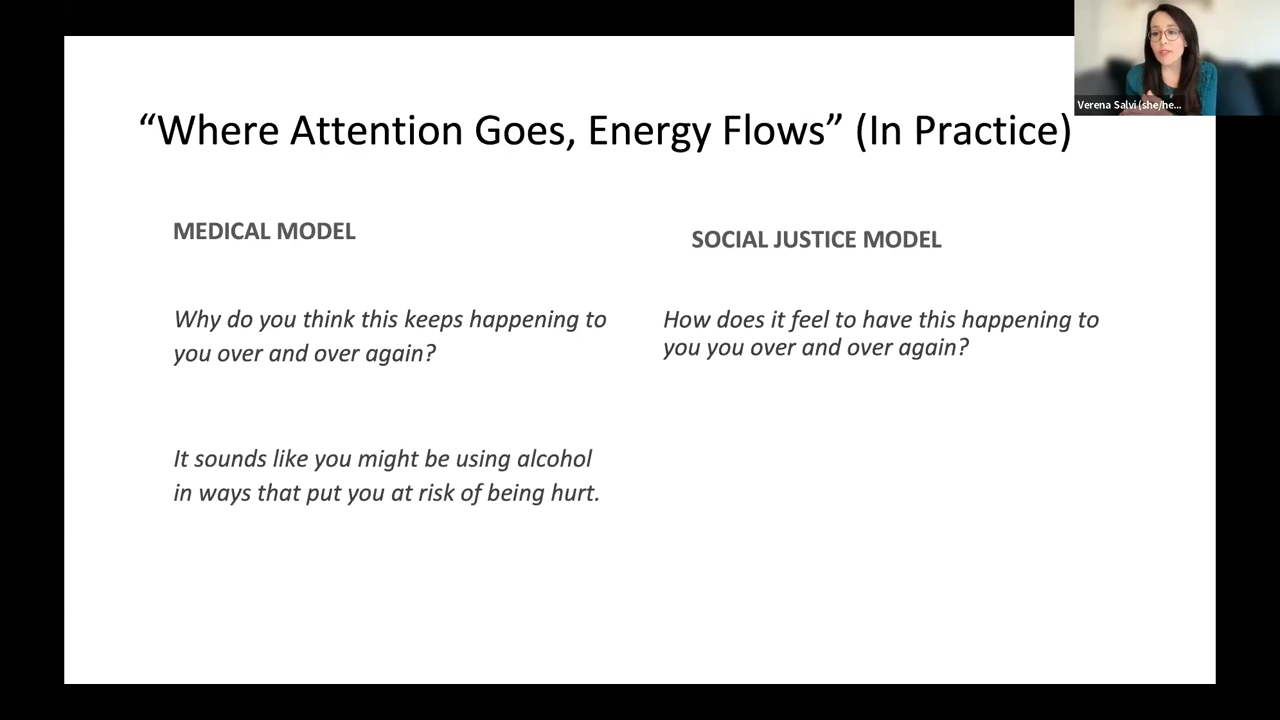 Verena Salvi (she/he...
“Where Attention Goes, Energy Flows” (In Practice)
MEDICAL MODEL
Why do you think this keeps happening to
you over and over again?
It sounds like you might be using alcohol
in ways that put you at risk of being hurt.
SOCIAL JUSTICE MODEL
How does it feel to have this happening to
you you over and over again?